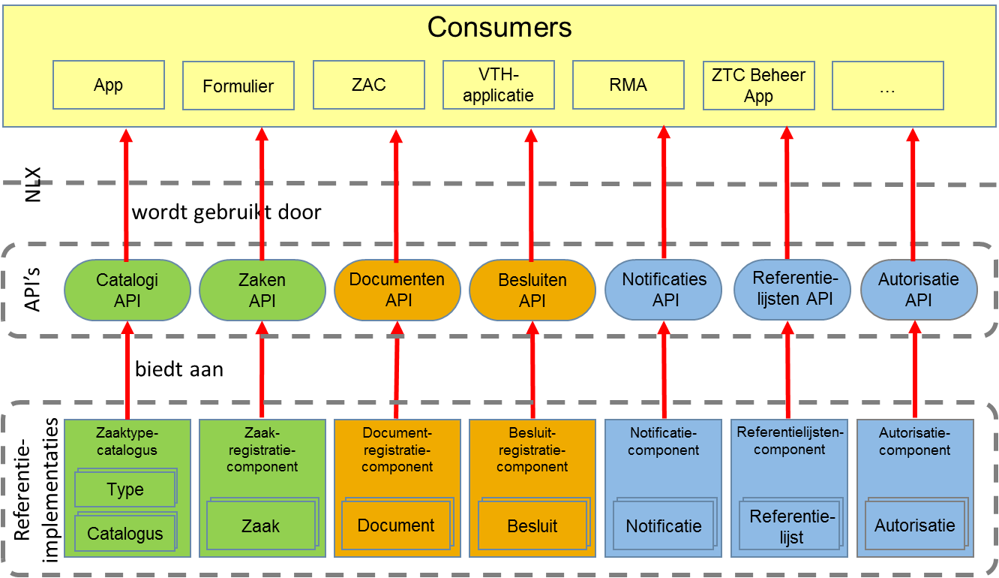 Consumers
App
Formulier
ZAC
VTH-
applicatie
RMA
ZTC Beheer
App
...
NLX
wordt gebruikt door
API's
Catalogi
API
Zaken
API
Documenten
API
Besluiten
API
Notificaties
API
Referentie-
lijsten API
Autorisatie
API
biedt aan
Referentie-
implementaties
Zaaktype-
catalogus
Type
Catalogus
Zaak-
registratie-
component
Zaak
Document-
registratie-
component
Document
Besluit-
registratie-
component
Besluit
Notificatie-
component
Notificatie
Referentielijsten-
component
Referentie-
lijst
Autorisatie-
component
Autorisatie